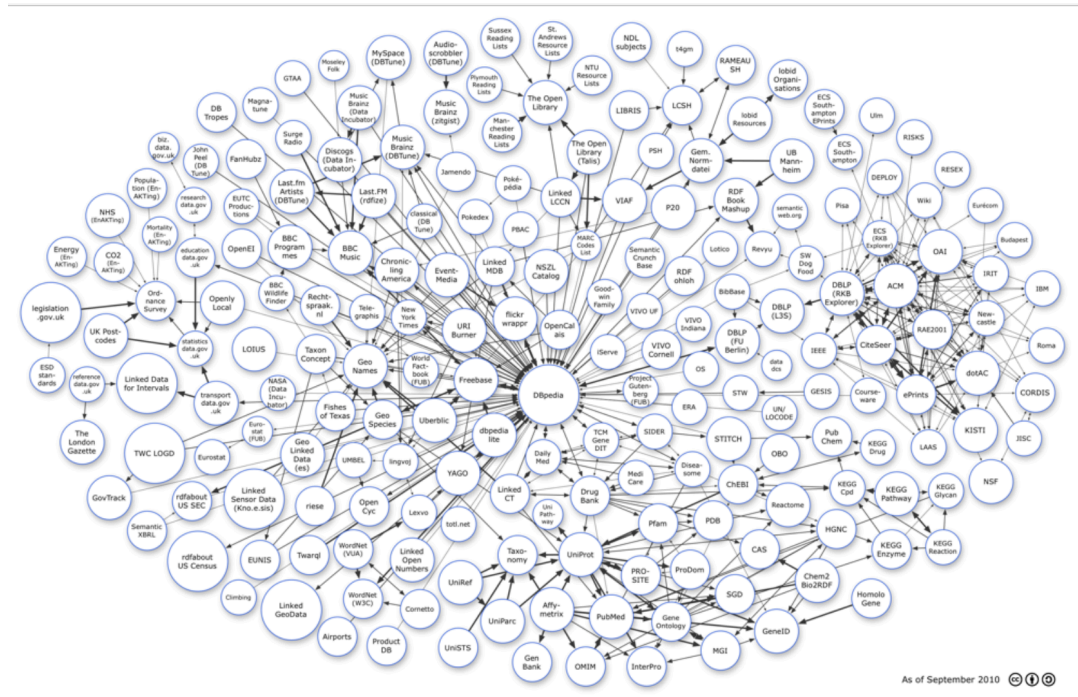 Sussex
Reading
Lists
St.
Andrews
Resource
Lists
NDL
subjects
t4gm
RAMEAU
SH
lobid
Organi-
sations
MySpace
(DBTune)
Audio-
scrobbler
(DBTune)
Moseley
Folk
GTAA
Plymouth
Reading
Lists
NTU
Resource
Lists
The Open
Library
LIBRIS
LCSH
lobid
Resources
ECS
South-
ampton
EPrints
Ulm
DB
Tropes
Magna-
tune
Music
Brainz
(Data
Incubator)
Music
Brainz
(zitgist)
Man-
chester
Reading
Lists
RISKS
biz.
data.
gov.uk
John
Peel
(DB
Tune)
FanHubz
Surge
Radio
Discogs
(Data In-
cubator)
Music
Brainz
(DBTune)
The Open
Library
(Talis)
PSH
Gem.
Norm-
datei
UB
Mann-
heim
ECS
South-
ampton
DEPLOY
RESEX
Popula-
tion (En-
AKTing)
research
data.gov
.uk
EUTC
Produc-
tions
Last.fm
Artists
(DBTune)
Last.FM
(rdfize)
Jamendo
Poké-
pédia
Linked
LCCN
VIAF
P20
RDF
Book
Mashup
semantic
web.org
Pisa
Wiki
Eurécom
NHS
(EnAKTing)
Mortality
(En-
AKTing)
classical
(DB
Tune)
Pokedex
PBAC
MARC
Codes
List
ECS
(RKB
Explorer)
OAI
Budapest
Energy
(En-
AKTing)
CO2
(En-
AKTing)
education
data.gov
.uk
OpenEI
BBC
Program
mes
BBC
Music
Chronic-
ling
America
Event-
Media
Linked
MDB
NSZL
Catalog
Semantic
Crunch
Base
Lotico
Revyu
SW
Dog
Food
IRIT
legislation
.gov.uk
Ord-
nance
Survey
Openly
Local
BBC
Wildlife
Finder
Recht-
spraak.
nl
Tele-
graphis
New
York
Times
URI
Burner
flickr
wrappr
OpenCal
ais
Good-
win
Family
RDF
ohloh
BibBase
DBLP
(L3S)
DBLP
(RKB
Explorer)
ACM
IBM
UK Post-
codes
statistics
data.gov
.uk
LOIUS
Taxon
Concept
VIVO UF
VIVO
Indiana
DBLP
(FU
Berlin)
RAE2001
New-
castle
ESD
stan-
dards
reference
data.gov
.uk
Linked Data
for Intervals
transport
data.gov
.uk
NASA
(Data
Incu-
bator)
Geo
Names
World
Fact-
book
(FUB)
Freebase
iServe
VIVO
Cornell
OS
data
dcs
IEEE
CiteSeer
Roma
dotAC
DBpedia
Project
Guten-
berg
(FUB)
STW
GESIS
Course-
ware
ePrints
CORDIS
The
London
Gazette
Euro-
stat
(FUB)
Fishes
of Texas
Geo
Species
Uberblic
dbpedia
lite
ERA
UN/
LOCODE
KISTI
JISC
TWC LOGD
Eurostat
Geo
Linked
Data
(es)
UMBEL
lingvoj
YAGO
Daily
Med
TCM
Gene
DIT
SIDER
STITCH
Pub
Chem
KEGG
Drug
LAAS
NSF
GovTrack
rdfabout
US SEC
Linked
Sensor Data
(Kno.e.sis)
riese
Open
Cyc
Lexvo
totl.net
Linked
CT
Uni
Path-
way
Drug
Bank
Medi
Care
Disea-
some
ChEBI
OBO
KEGG
Cpd
KEGG
Pathway
KEGG
Glycan
Semantic
XBRL
rdfabout
US Census
EUNIS
Twarql
WordNet
(VUA)
Linked
Open
Numbers
Taxo-
nomy
UniProt
Pfam
PDB
Reactome
HGNC
KEGG
Enzyme
KEGG
Reaction
Climbing
Linked
GeoData
WordNet
(W3C)
Cornetto
UniRef
PRO-
SITE
ProDom
CAS
Chem2
Bio2RDF
Homolo
Gene
Airports
Product
DB
UniSTS
UniParc
Affy-
metrix
PubMed
Gene
Ontology
SGD
GeneID
Gen
Bank
OMIM
InterPro
MGI
As of September 2010